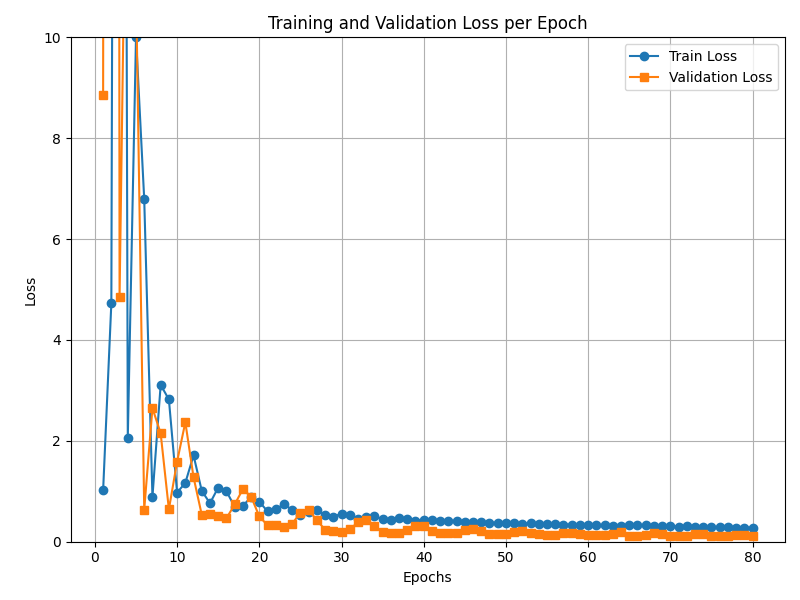 Training and Validation Loss per Epoch
10
8
6
4
2
0
Loss
Train Loss
Validation Loss
0 10 20 30 40 50 60 70 80
Epochs